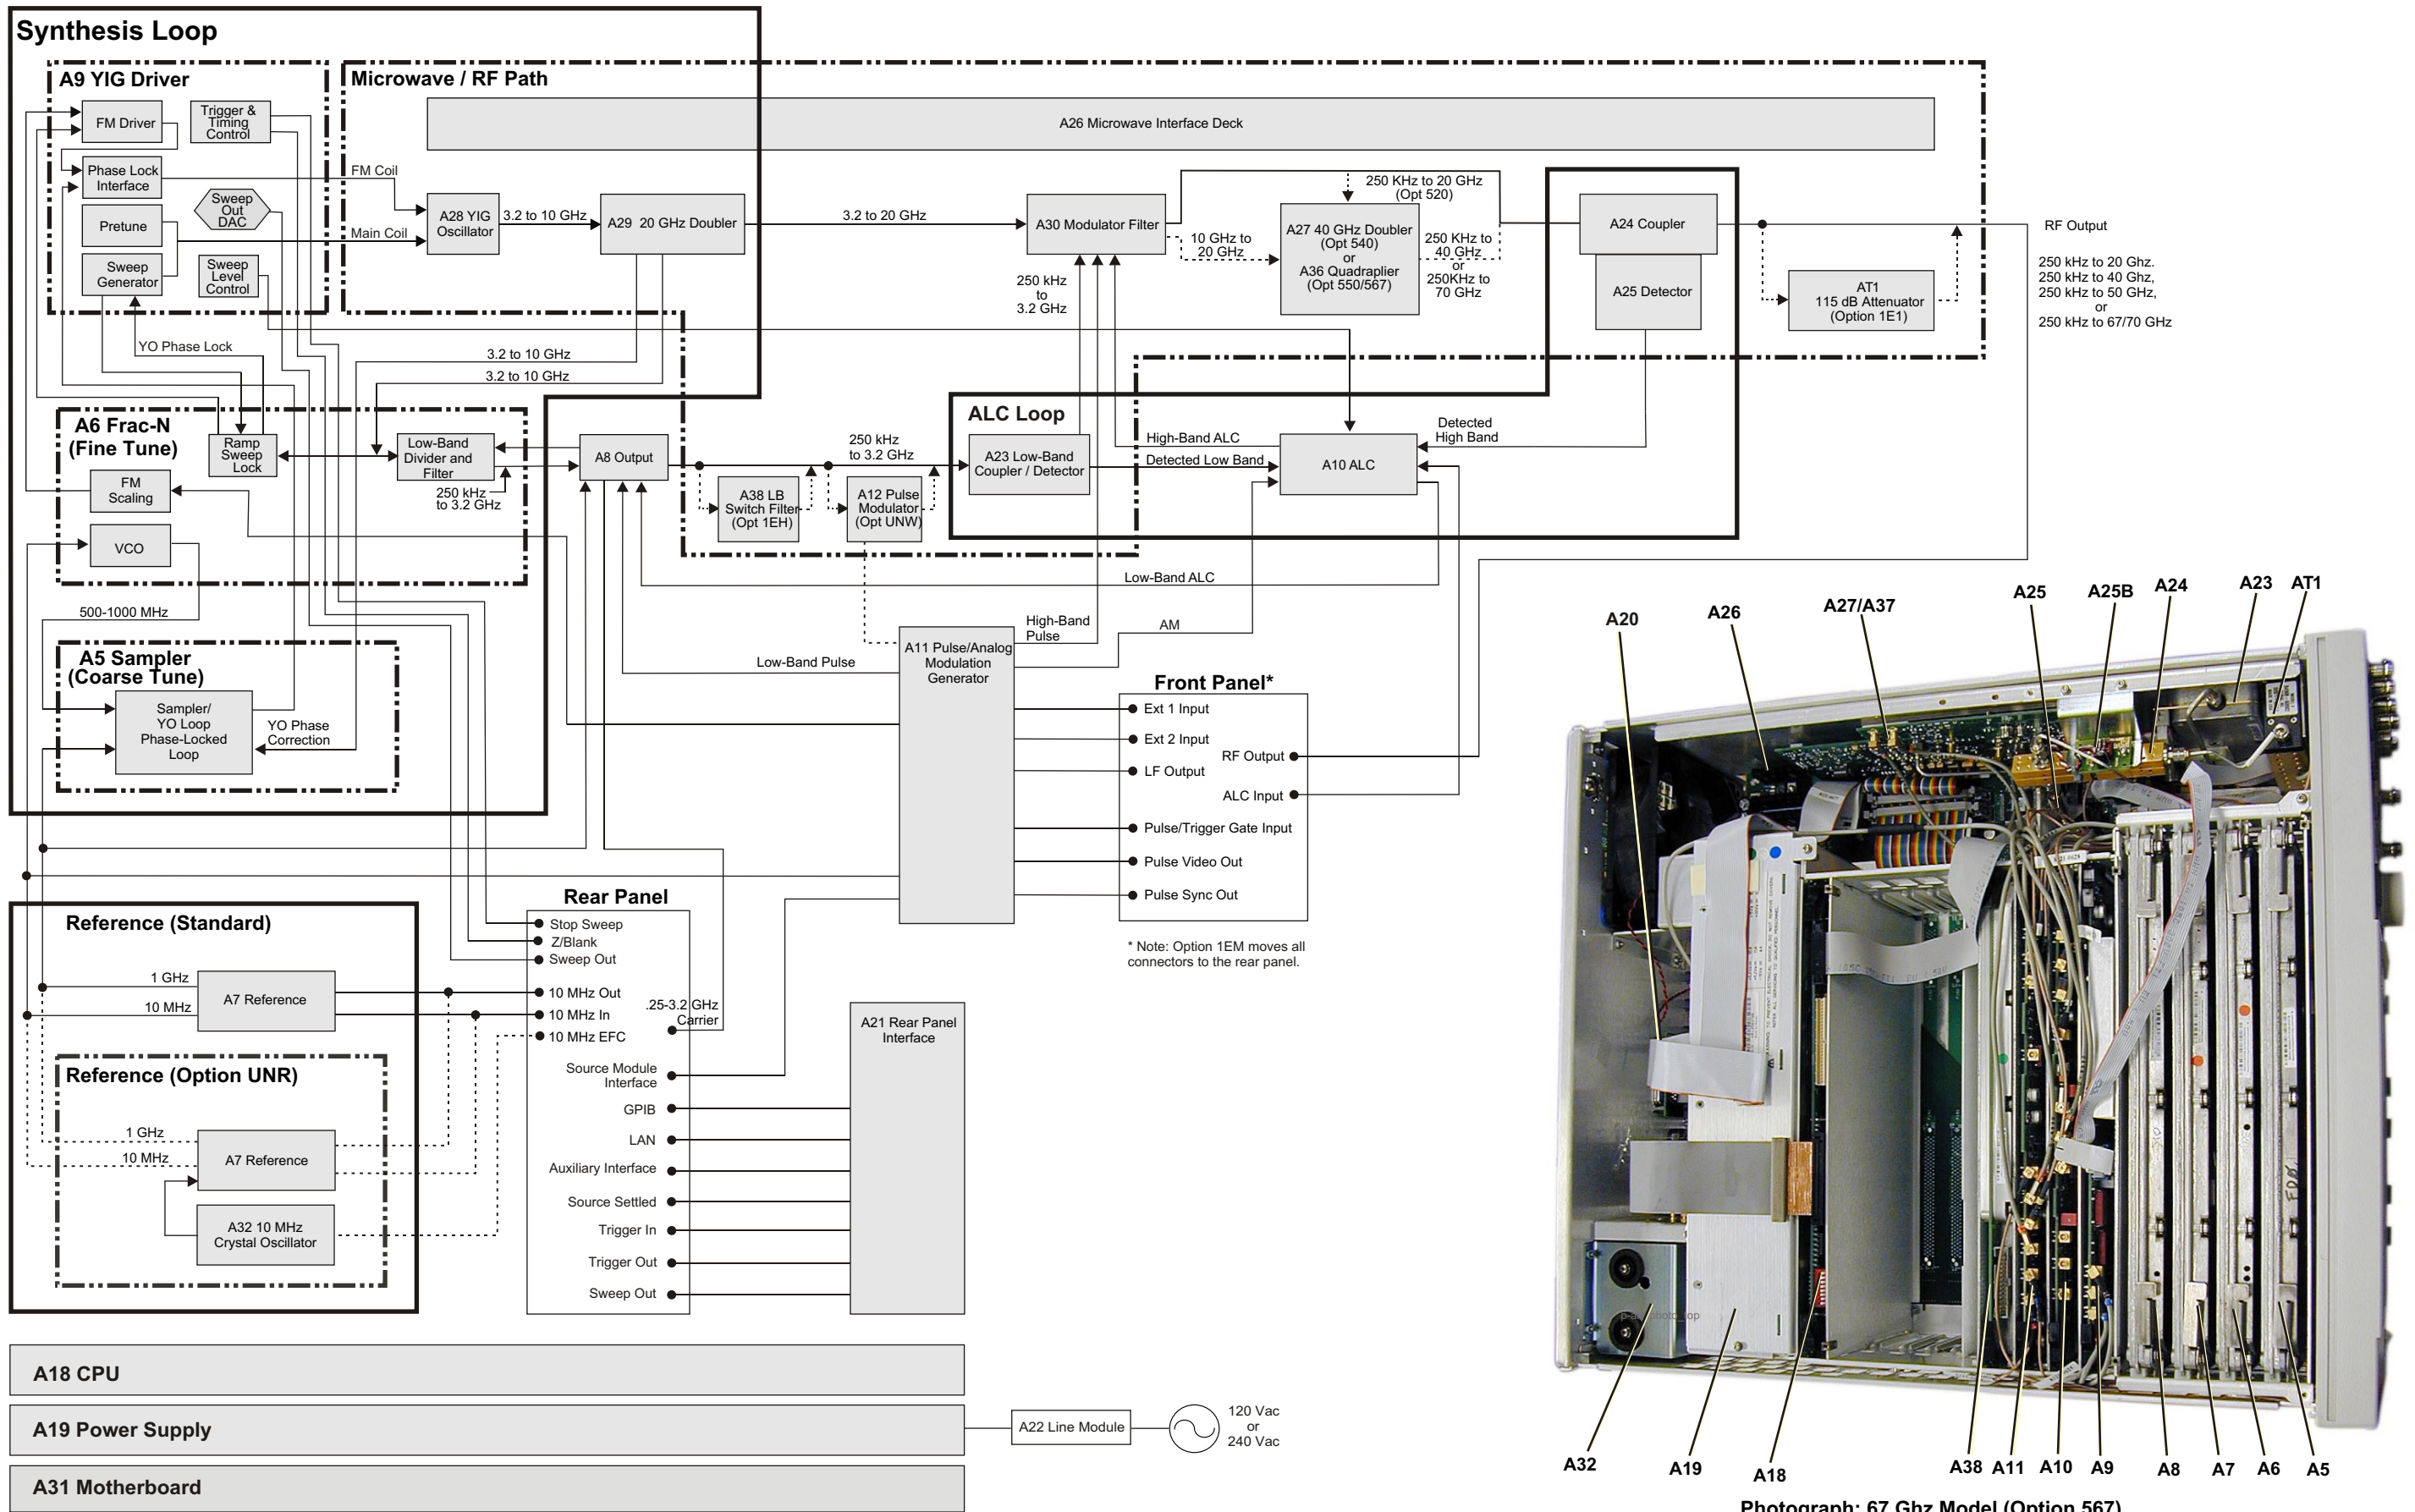 Synthesis Loop
A9 YIG Driver
FM Driver
Trigger &
Timing
Control
Phase Lock
Interface
Sweep
Out
DAC
Pretune
Sweep
Generator
Sweep
Level
Control
Microwave / RF Path
A26 Microwave Interface Deck
FM Coil
Main Coil
A28 YIG
Oscillator
3.2 to 10 GHz
A29 20 GHz Doubler
3.2 to 20 GHz
A30 Modulator Filter
250 KHz to 20 GHz
(Opt 520)
10 GHz to
20 GHz
A27 40 GHz Doubler
(Opt 540)
or
A36 Quadraplier
(Opt 550/567)
250 KHz to
40 GHz
or
250KHz to
70 GHz
A24 Coupler
A25 Detector
AT1
115 dB Attenuator
(Option 1E1)
RF Output
250 kHz to 20 Ghz.
250 kHz to 40 Ghz,
250 kHz to 50 GHz,
or
250 kHz to 67/70 GHz
250 kHz
to
3.2 GHz
YO Phase Lock
3.2 to 10 GHz
3.2 to 10 GHz
A6 Frac-N
(Fine Tune)
Ramp
Sweep
Lock
Low-Band
Divider and
Filter
FM
Scaling
250 kHz
to 3.2 GHz
VCO
A8 Output
250 kHz
to 3.2 GHz
A38 LB
Switch Filter
(Opt 1EH)
A12 Pulse
Modulator
(Opt UNW)
ALC Loop
A23 Low-Band
Coupler / Detector
High-Band ALC
Detected Low Band
A10 ALC
Detected
High Band
Low-Band ALC
500-1000 MHz
A5 Sampler
(Coarse Tune)
Sampler/
YO Loop
Phase-Locked
Loop
YO Phase
Correction
Low-Band Pulse
A11 Pulse/Analog
Modulation
Generator
High-Band
Pulse
AM
Front Panel*
Ext 1 Input
Ext 2 Input
RF Output
LF Output
ALC Input
Pulse/Trigger Gate Input
Pulse Video Out
Pulse Sync Out
* Note: Option 1EM moves all
connectors to the rear panel.
Reference (Standard)
1 GHz
10 MHz
A7 Reference
Reference (Option UNR)
1 GHz
10 MHz
A7 Reference
A32 10 MHz
Crystal Oscillator
Rear Panel
Stop Sweep
Z/Blank
Sweep Out
10 MHz Out
10 MHz In
10 MHz EFC
.25-3.2 GHz
Carrier
Source Module
Interface
GPIB
LAN
Auxiliary Interface
Source Settled
Trigger In
Trigger Out
Sweep Out
A21 Rear Panel
Interface
A18 CPU
A19 Power Supply
A31 Motherboard
A22 Line Module
120 Vac
or
240 Vac
A20
A26
A27/A37
A25
A25B
A24
A23
AT1
A32
A19
A18
A38
A11
A10
A9
A8
A7
A6
A5
Photograph: 67 Ghz Model (Option 567)